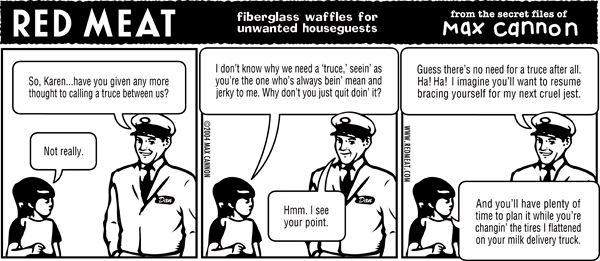 RED MEAT
fiberglass waffles for
unwanted houseguests
from the secret files of
max cannon
So, Karen...have you given any more
thought to calling a truce between us?
Not really.
Dan
©2004 MAX CANNON
I don't know why we need a 'truce,' seein' as
you're the one who's always bein' mean and
jerky to me. Why don't you just quit doin' it?
Hmm. I see
your point.
Dan
WWW.REDMEAT.COM
Guess there's no need for a truce after all.
Ha! Ha! I imagine you'll want to resume
bracing yourself for my next cruel jest.
And you'll have plenty of
time to plan it while you're
changin' the tires I flattened
on your milk delivery truck.